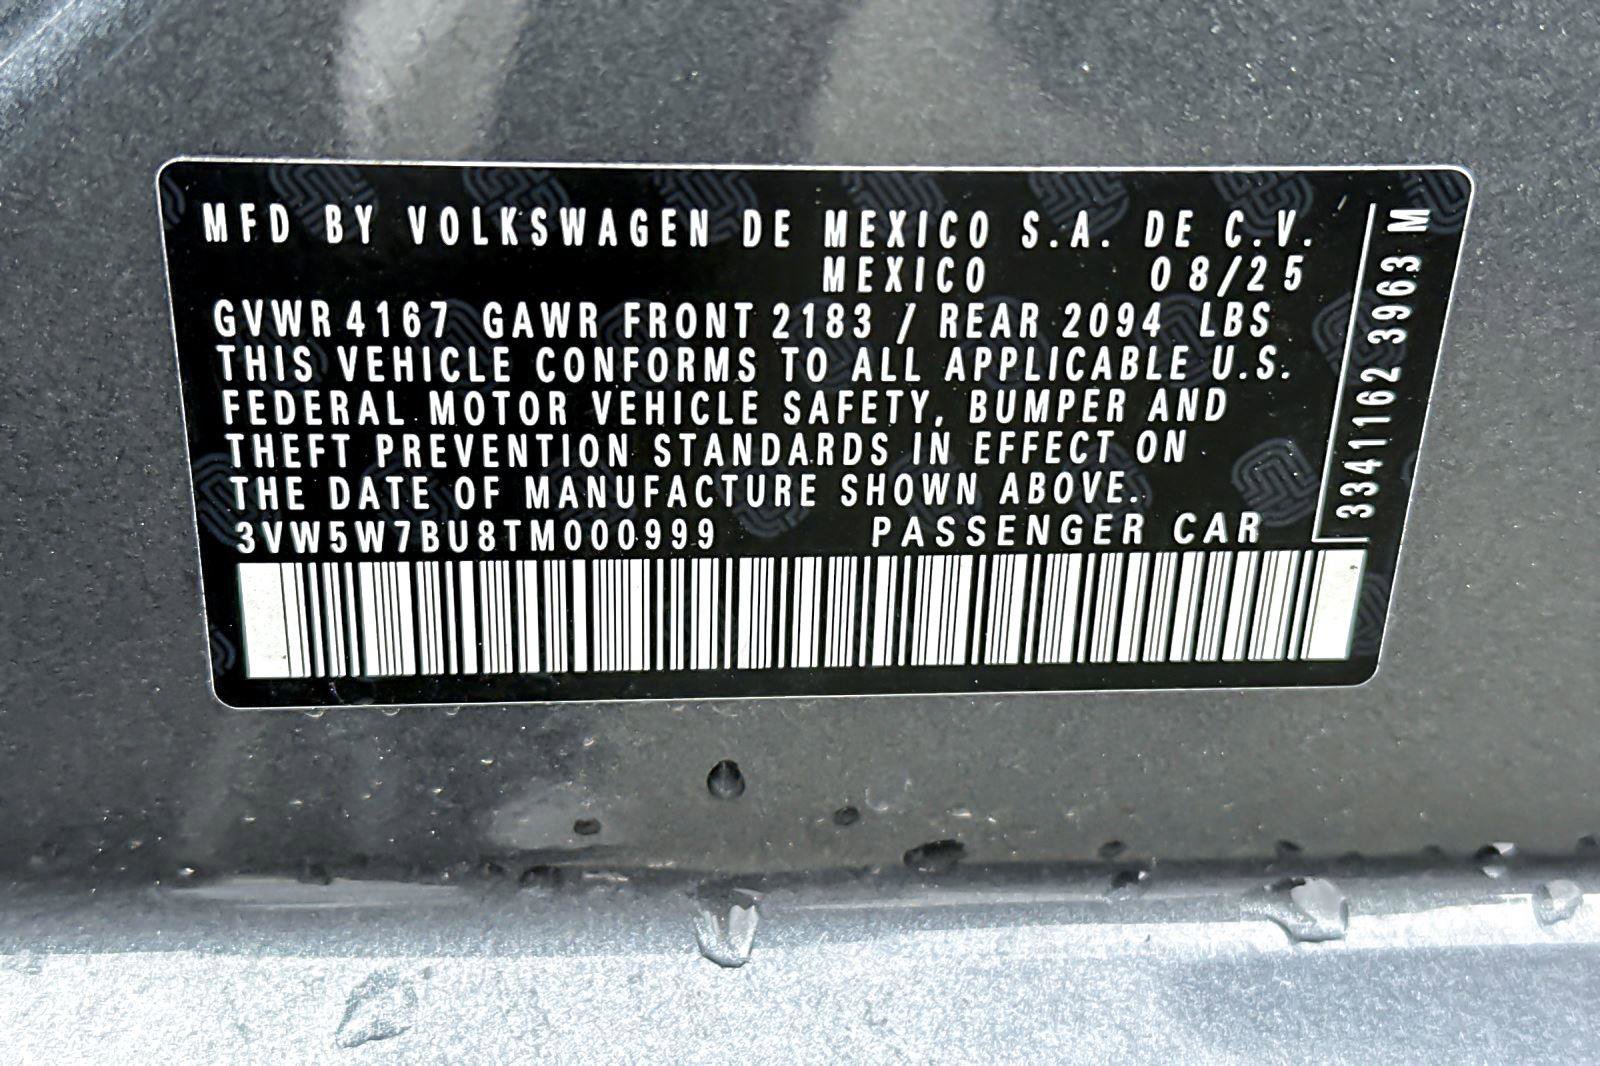 MFD BY VOLKSWAGEN DE MEXICO S.A. DE C.V.
MEXICO 08/25
GVWR 4167 GAWR FRONT 2183 / REAR 2094 LBS
THIS VEHICLE CONFORMS TO ALL APPLICABLE U.S.
FEDERAL MOTOR VEHICLE SAFETY, BUMPER AND
THEFT PREVENTION STANDARDS IN EFFECT ON
THE DATE OF MANUFACTURE SHOWN ABOVE.
3VW5W7BU8TM000999 PASSENGER CAR
3341162 3963 M